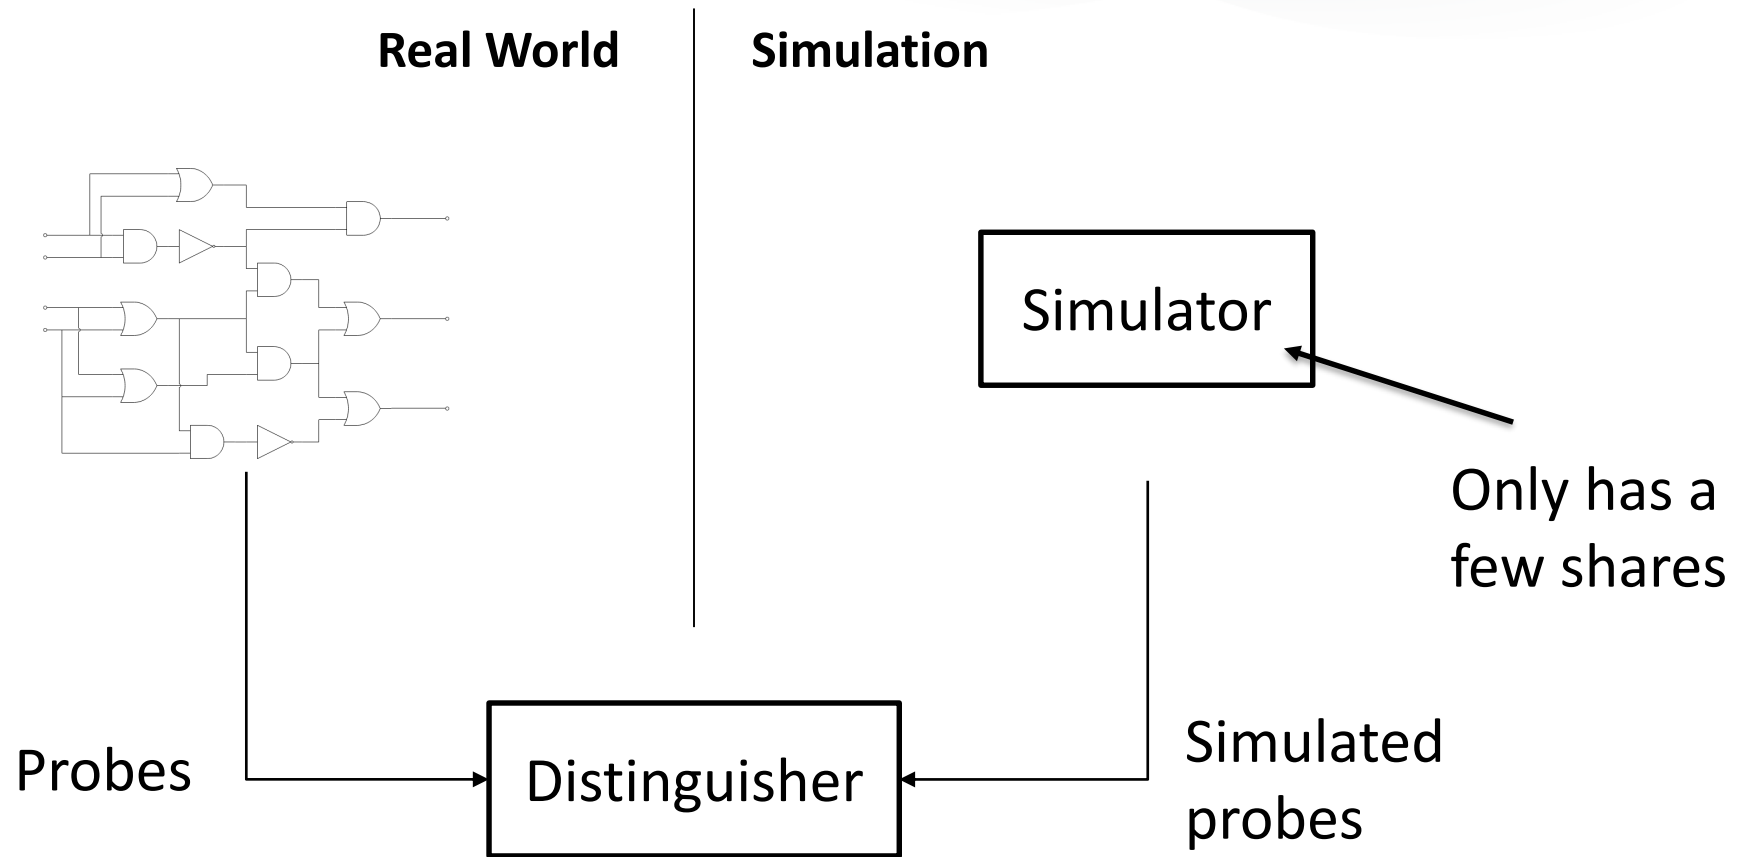 Real World
Simulation
Simulator
Only has a
few shares
Probes
Distinguisher
Simulated
probes